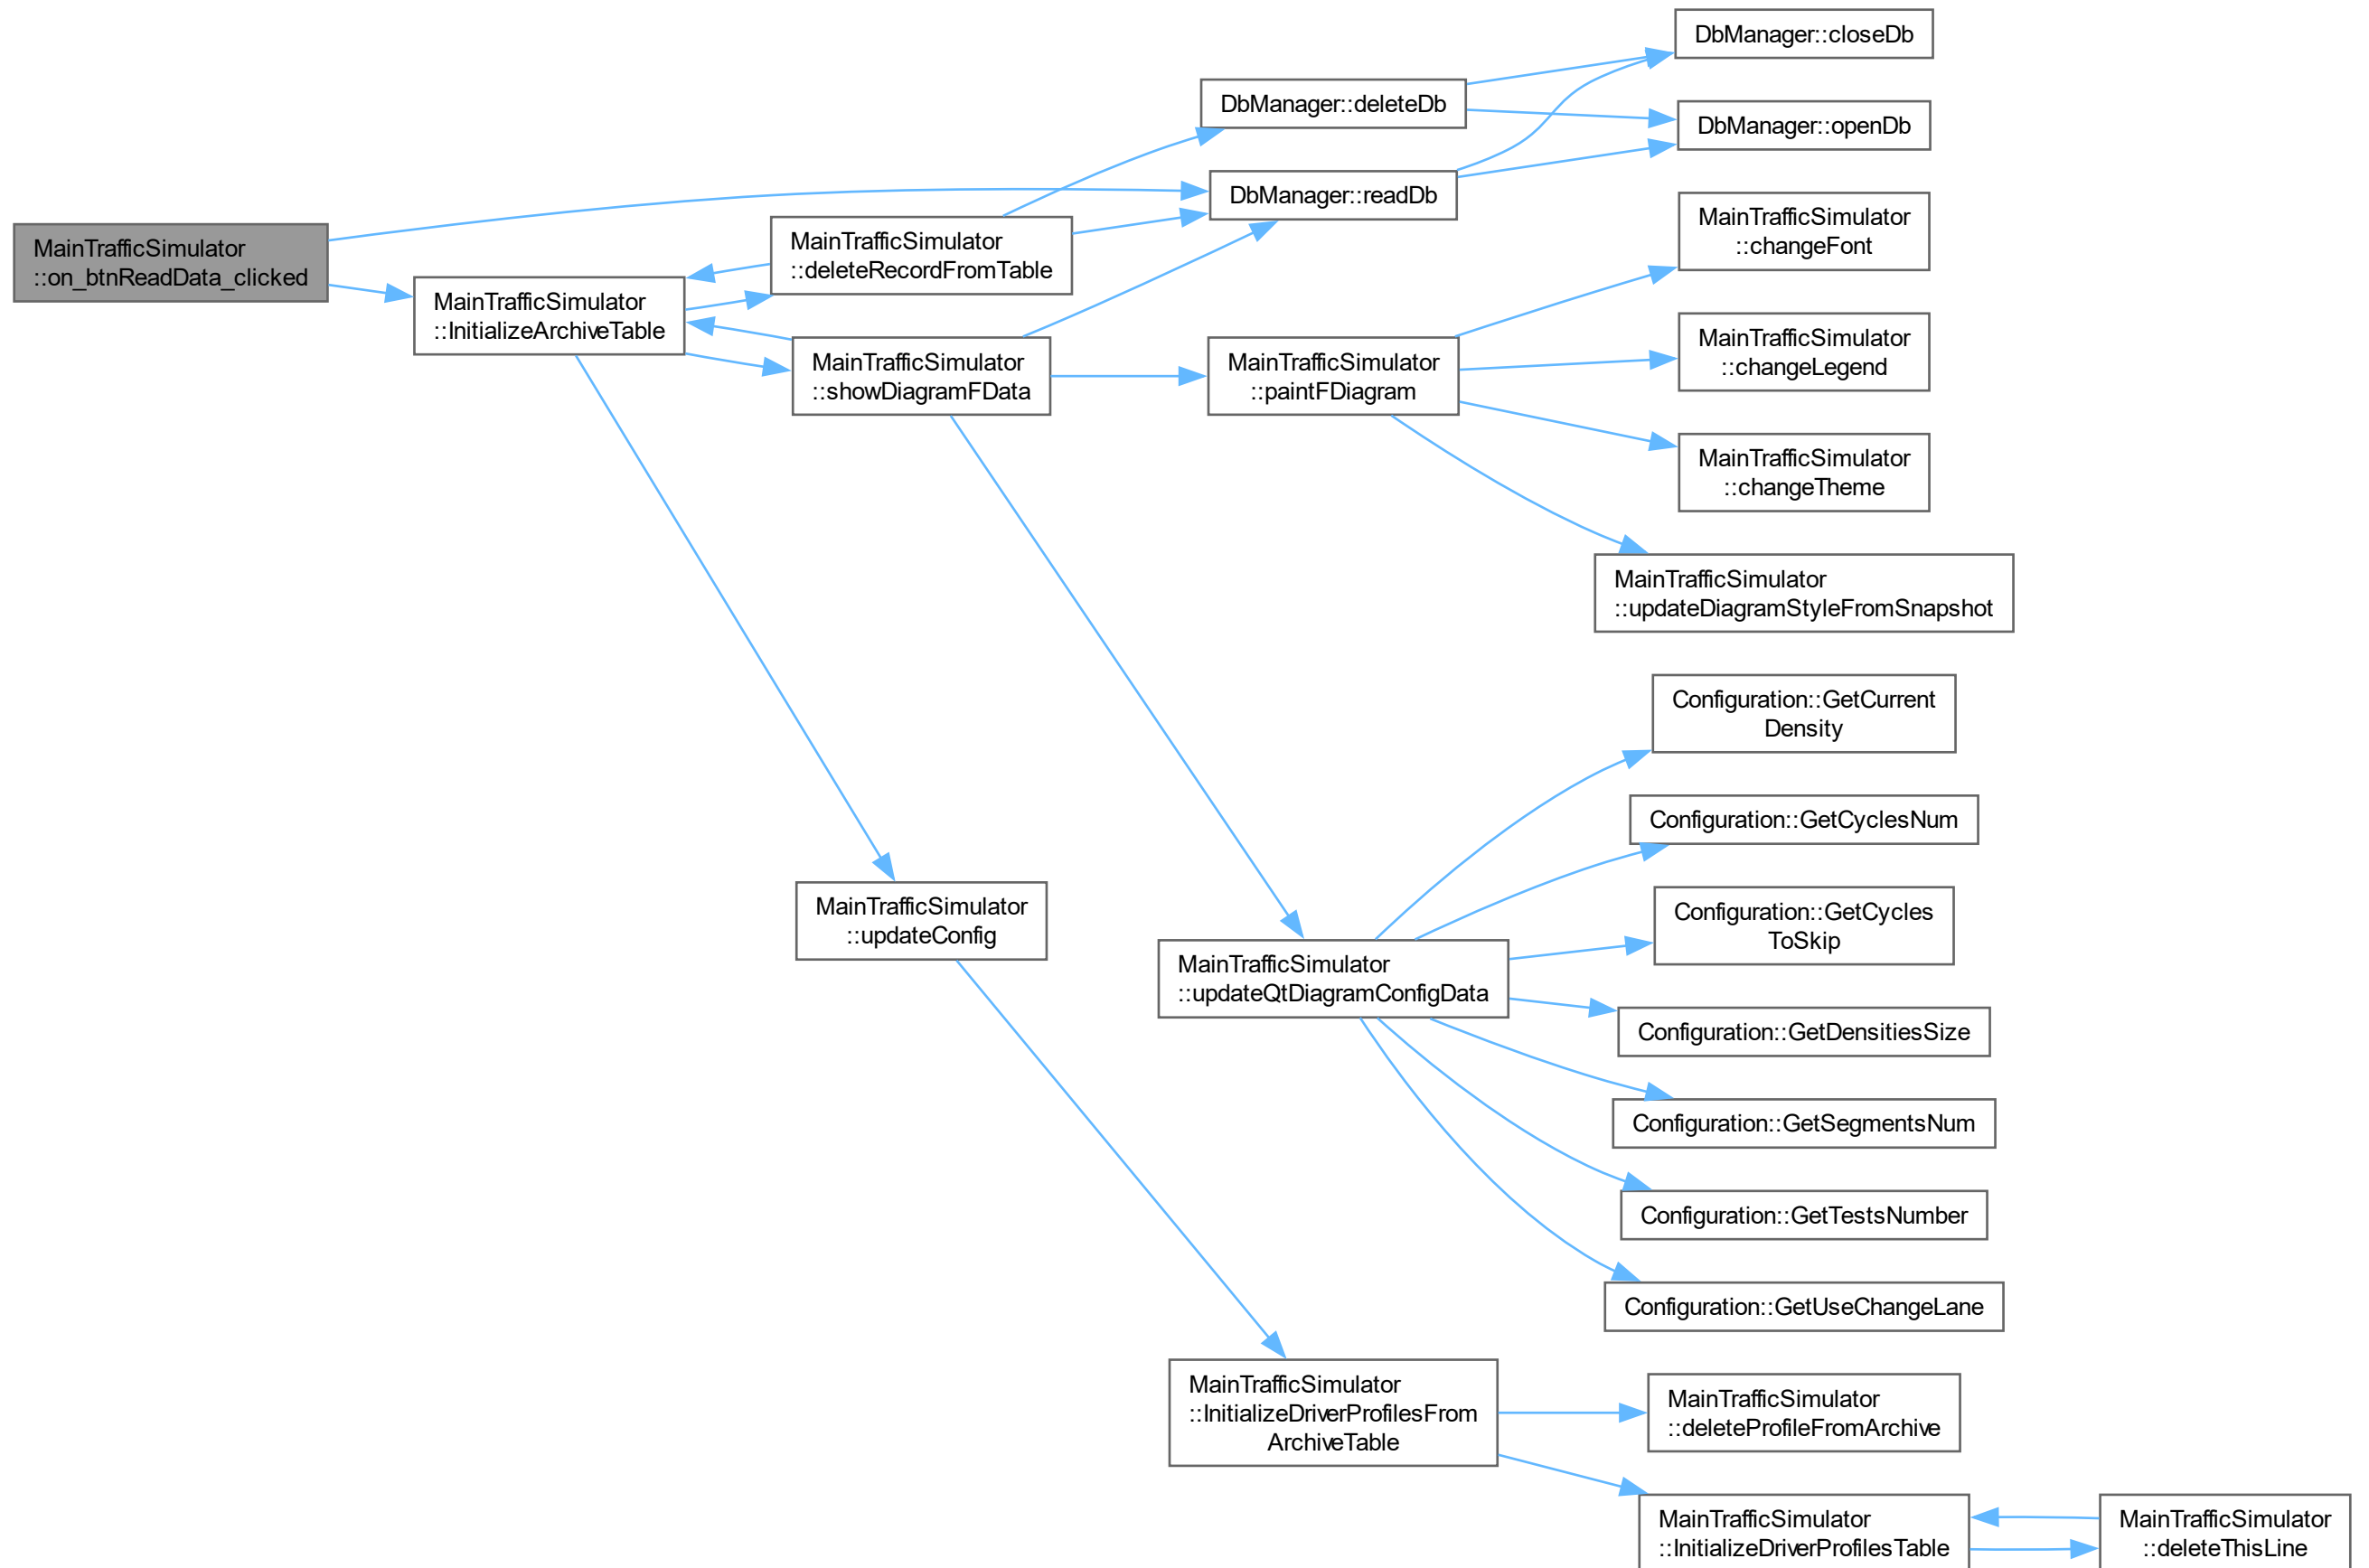 DbManager::closeDb
DbManager::deleteDb
DbManager::openDb
DbManager::readDb
MainTrafficSimulator
::changeFont
MainTrafficSimulator
::on_btnReadData_clicked
MainTrafficSimulator
::deleteRecordFromTable
MainTrafficSimulator
::InitializeArchiveTable
MainTrafficSimulator
::showDiagramFData
MainTrafficSimulator
::paintFDiagram
MainTrafficSimulator
::changeLegend
MainTrafficSimulator
::changeTheme
MainTrafficSimulator
::updateDiagramStyleFromSnapshot
Configuration::GetCurrent
Density
Configuration::GetCyclesNum
MainTrafficSimulator
::updateConfig
Configuration::GetCycles
ToSkip
MainTrafficSimulator
::updateQtDiagramConfigData
Configuration::GetDensitiesSize
Configuration::GetSegmentsNum
Configuration::GetTestsNumber
Configuration::GetUseChangeLane
MainTrafficSimulator
::InitializeDriverProfilesFrom
ArchiveTable
MainTrafficSimulator
::deleteProfileFromArchive
MainTrafficSimulator
::InitializeDriverProfilesTable
MainTrafficSimulator
::deleteThisLine